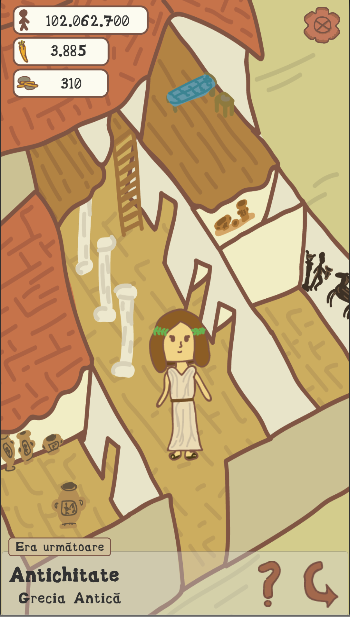 102.062.700
3.885
310
Era următoare
Antichitate
Grecia Antică
?